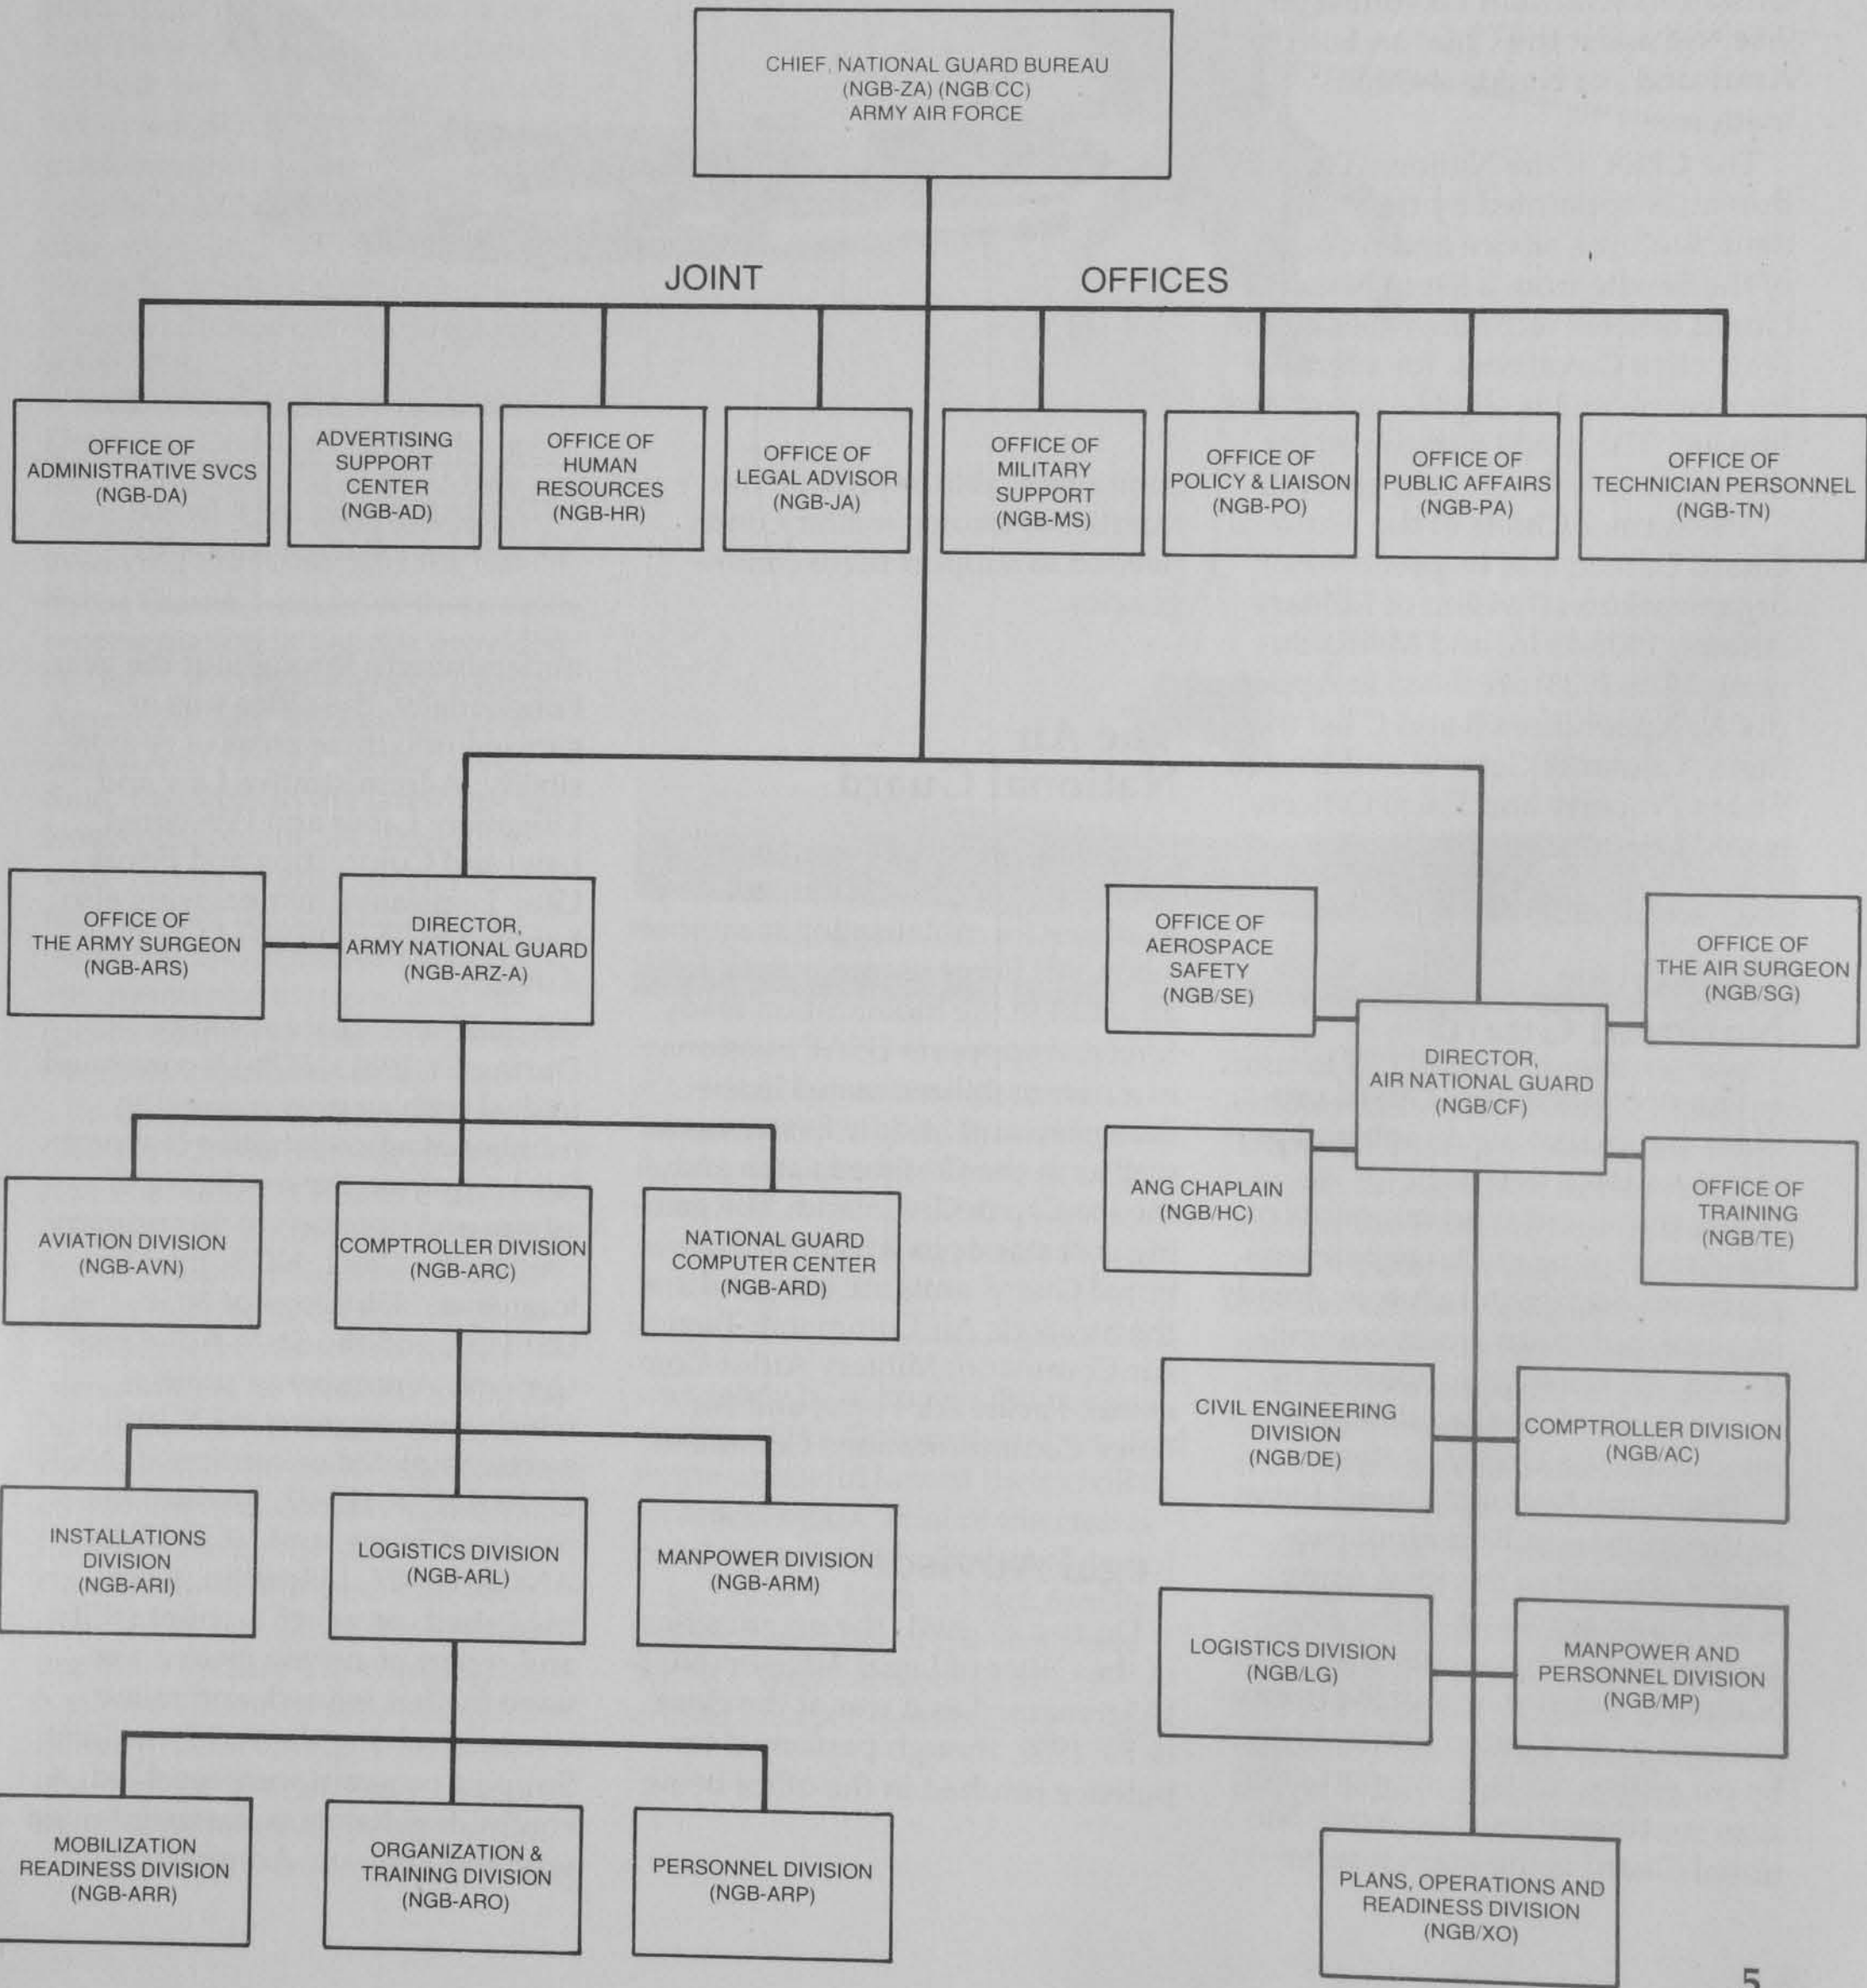 CHIEF, NATIONAL GUARD BUREAU
(NGB-ZA) (NGB CC)
ARMY AIR FORCE
JOINT OFFICES
OFFICE OF
ADMINISTRATIVE SVCS
(NGB-DA)
ADVERTISING
SUPPORT
CENTER
(NGB-AD)
OFFICE OF
HUMAN
RESOURCES
(NGB-HR)
OFFICE OF
LEGAL ADVISOR
(NGB-JA)
OFFICE OF
MILITARY
SUPPORT
(NGB-MS)
OFFICE OF
POLICY & LIAISON
(NGB-PO)
OFFICE OF
PUBLIC AFFAIRS
(NGB-PA)
OFFICE OF
TECHNICIAN PERSONNEL
(NGB-TN)
OFFICE OF
THE ARMY SURGEON
(NGB-ARS)
DIRECTOR,
ARMY NATIONAL GUARD
(NGB-ARZ-A)
OFFICE OF
AEROSPACE
SAFETY
(NGB/SE)
OFFICE OF
THE AIR SURGEON
(NGB/SG)
DIRECTOR,
AIR NATIONAL GUARD
(NGB/CF)
ANG CHAPLAIN
(NGB/HC)
OFFICE OF
TRAINING
(NGB/TE)
AVIATION DIVISION
(NGB-AVN)
COMPTROLLER DIVISION
(NGB-ARC)
NATIONAL GUARD
COMPUTER CENTER
(NGB-ARD)
CIVIL ENGINEERING
DIVISION
(NGB/DE)
COMPTROLLER DIVISION
(NGB/AC)
INSTALLATIONS
DIVISION
(NGB-ARI)
LOGISTICS DIVISION
(NGB-ARL)
MANPOWER DIVISION
(NGB-ARM)
LOGISTICS DIVISION
(NGB/LG)
MANPOWER AND
PERSONNEL DIVISION
(NGB/MP)
MOBILIZATION
READINESS DIVISION
(NGB-ARR)
ORGANIZATION &
TRAINING DIVISION
(NGB-ARO)
PERSONNEL DIVISION
(NGB-ARP)
PLANS, OPERATIONS AND
READINESS DIVISION
(NGB/XO)
5